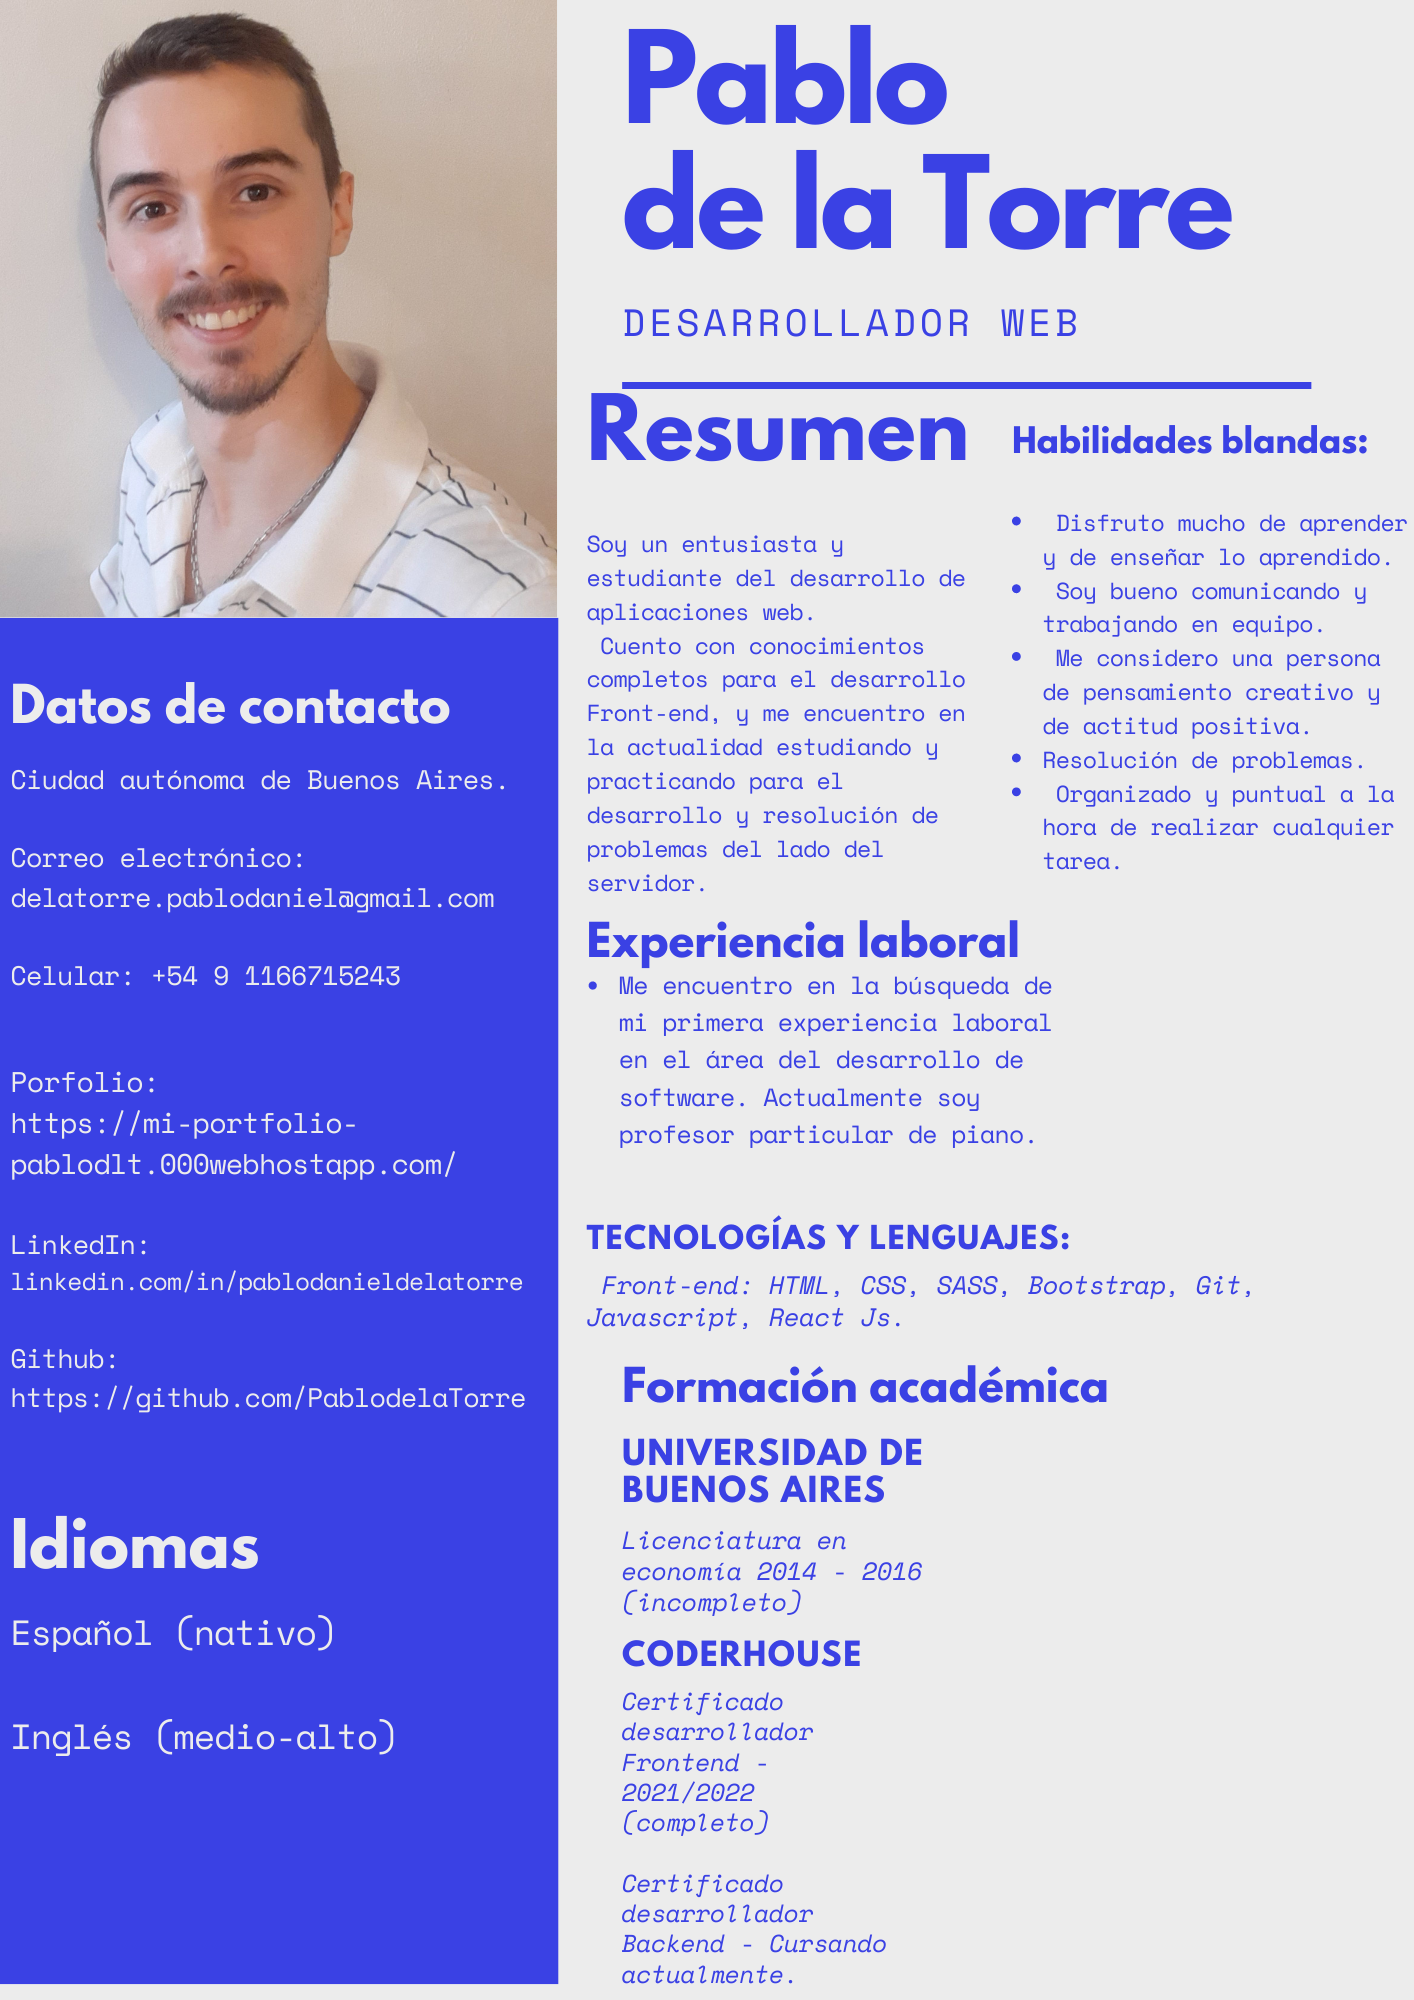 Pablo
de la Torre
DESARROLLADOR WEB
Resumen
Soy un entusiasta y
estudiante del desarrollo de
aplicaciones web.
Cuento con conocimientos
completos para el desarrollo
Front-end, y me encuentro en
la actualidad estudiando y
practicando para el
desarrollo y resolución de
problemas del lado del
servidor.
Habilidades blandas:
• Disfruto mucho de aprender
y de enseñar lo aprendido.
• Soy bueno comunicando y
trabajando en equipo.
• Me considero una persona
de pensamiento creativo y
de actitud positiva.
• Resolución de problemas.
• Organizado y puntual a la
hora de realizar cualquier
tarea.
Experiencia laboral
• Me encuentro en la búsqueda de
mi primera experiencia laboral
en el área del desarrollo de
software. Actualmente soy
profesor particular de piano.
TECNOLOGÍAS Y LENGUAJES:
Front-end: HTML, CSS, SASS, Bootstrap, Git,
Javascript, React Js.
Formación académica
UNIVERSIDAD DE
BUENOS AIRES
Licenciatura en
economía 2014 - 2016
(incompleto)
CODERHOUSE
Certificado
desarrollador
Frontend -
2021/2022
(completo)
Certificado
desarrollador
Backend - Cursando
actualmente.
Datos de contacto
Ciudad autónoma de Buenos Aires.
Correo electrónico:
delatorre.pablodaniel@gmail.com
Celular: +54 9 1166715243
Porfolio:
https://mi-portfolio-
pablodlt.000webhostapp.com/
LinkedIn:
linkedin.com/in/pablodanieldelatorre
Github:
https://github.com/PablodelaTorre
Idiomas
Español (nativo)
Inglés (medio-alto)